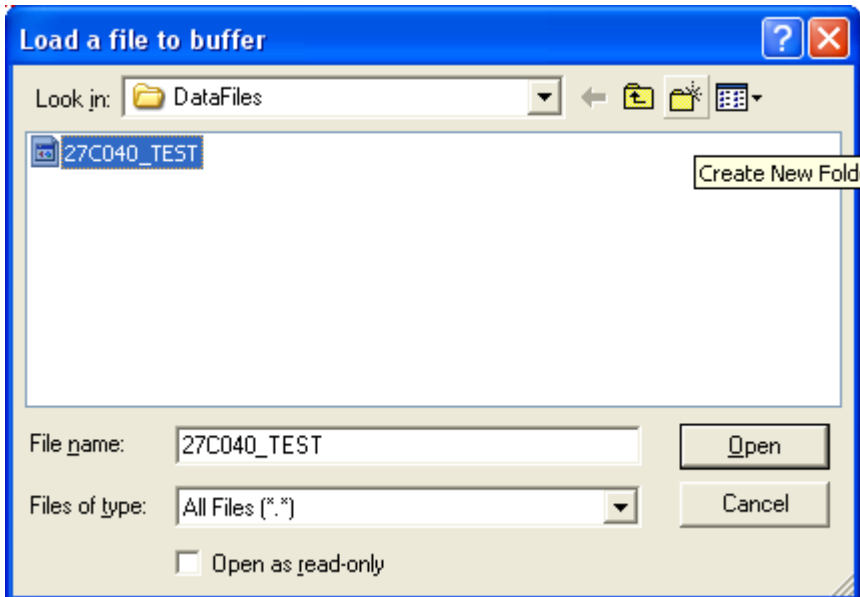 Load a file to buffer
Look in: DataFiles
27C040_TEST
Create New Fold
File name: 27C040_TEST Open
Files of type: All Files (*.*) Cancel
Open as read-only